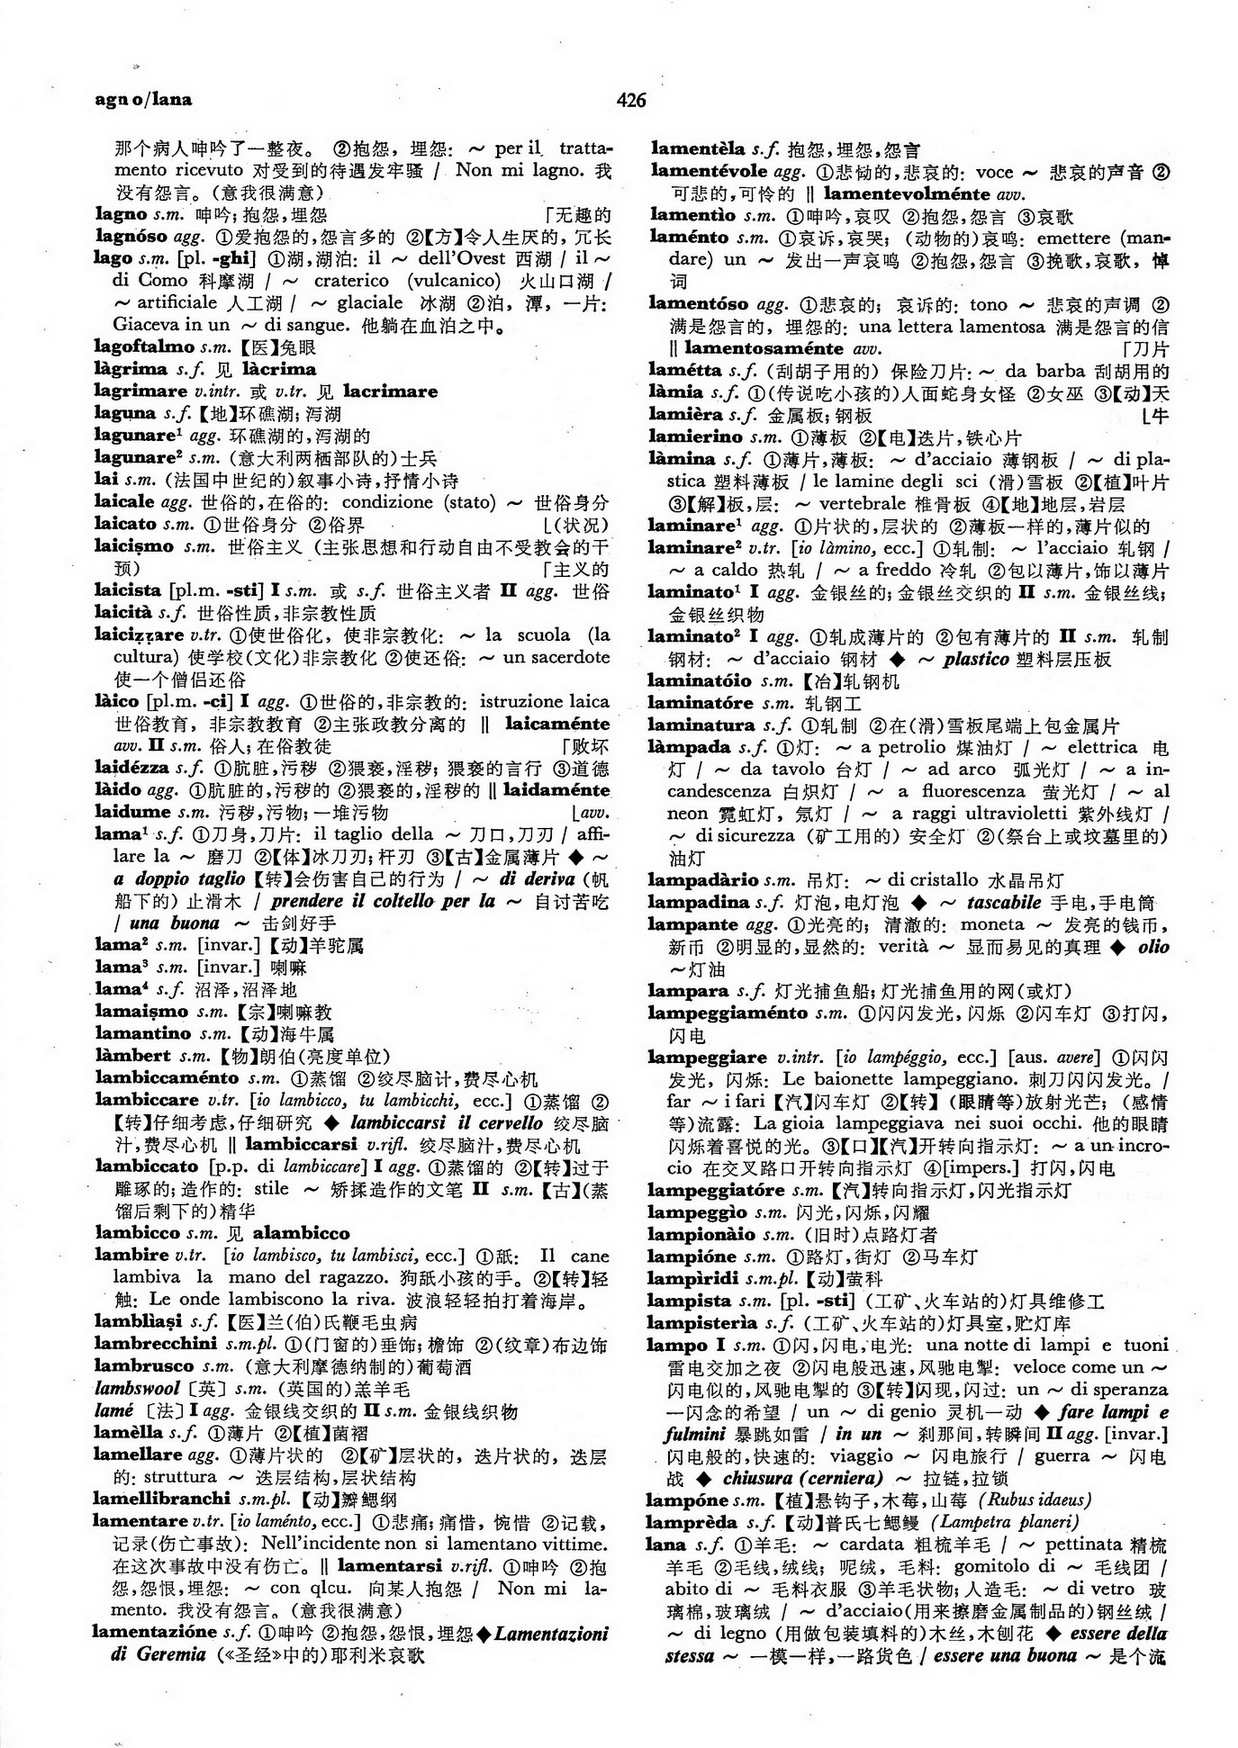 agno/lana
426
那个病人呻吟了一整夜。 ②抱怨，埋怨: ～ per il tratta-
mento ricevuto 对受到的待遇发牢骚 / Non mi lagno. 我
没有怨言。(意我很满意)
lagno s.m. 呻吟;抱怨,埋怨 「无趣的
lagnóso agg. ①爱抱怨的,怨言多的 ②【方】令人生厌的, 冗长
lago s.m. [pl. -ghi] ①湖,湖泊: il ～ dell'Ovest 西湖 / il ～
di Como 科摩湖 / ～ craterico (vulcanico) 火山口湖 /
～ artificiale 人工湖 / ～ glaciale 冰湖 ②泊, 潭, 一片:
Giaceva in un ～ di sangue. 他躺在血泊之中。
lagoftalmo s.m.【医】兔眼
làgrima s.f. 见 làcrima
lagrimare v.intr. 或 v.tr. 见 lacrimare
laguna s.f.【地】环礁湖;泻湖
lagunare¹ agg. 环礁湖的,泻湖的
lagunare² s.m. (意大利两栖部队的)士兵
lai s.m. (法国中世纪的)叙事小诗,抒情小诗
laicale agg. 世俗的,在俗的: condizione (stato) ～ 世俗身分
laicato s.m. ①世俗身分 ②俗界 ⌊(状况)
laicişmo s.m. 世俗主义 (主张思想和行动自由不受教会的干
预) 「主义的
laicista [pl.m. -sti] I s.m. 或 s.f. 世俗主义者 II agg. 世俗
laicità s.f. 世俗性质,非宗教性质
laiciʒʒare v.tr. ①使世俗化, 使非宗教化: ～ la scuola (la
cultura) 使学校(文化)非宗教化 ②使还俗: ～ un sacerdote
使一个僧侣还俗
làico [pl.m. -ci] I agg. ①世俗的,非宗教的: istruzione laica
世俗教育, 非宗教教育 ②主张政教分离的 ‖ laicaménte
avv. II s.m. 俗人;在俗教徒 「败坏
laidézza s.f. ①肮脏,污秽 ②猥亵,淫秽; 猥亵的言行 ③道德
làido agg. ①肮脏的,污秽的 ②猥亵的,淫秽的 ‖ laidaménte
laidume s.m. 污秽,污物;一堆污物 ⌊avv.
lama¹ s.f. ①刀身,刀片: il taglio della ～ 刀口,刀刃 / affi-
lare la ～ 磨刀 ②【体】冰刀刃;杆刃 ③【古】金属薄片 ◆ ～
a doppio taglio【转】会伤害自己的行为 / ～ di deriva (帆
船下的) 止滑木 / prendere il coltello per la ～ 自讨苦吃
/ una buona ～ 击剑好手
lama² s.m. [invar.]【动】羊驼属
lama³ s.m. [invar.] 喇嘛
lama⁴ s.f. 沼泽,沼泽地
lamaişmo s.m.【宗】喇嘛教
lamantino s.m.【动】海牛属
làmbert s.m.【物】朗伯(亮度单位)
lambiccaménto s.m. ①蒸馏 ②绞尽脑汁,费尽心机
lambiccare v.tr. [io lambicco, tu lambicchi, ecc.] ①蒸馏 ②
【转】仔细考虑,仔细研究 ◆ lambiccarsi il cervello 绞尽脑
汁,费尽心机 ‖ lambiccarsi v.rifl. 绞尽脑汁,费尽心机
lambiccato [p.p. di lambiccare] I agg. ①蒸馏的 ②【转】过于
雕琢的;造作的: stile ～ 矫揉造作的文笔 II s.m.【古】(蒸
馏后剩下的)精华
lambicco s.m. 见 alambicco
lambire v.tr. [io lambisco, tu lambisci, ecc.] ①舐: Il cane
lambiva la mano del ragazzo. 狗舐小孩的手。②【转】轻
触: Le onde lambiscono la riva. 波浪轻轻拍打着海岸。
lambliaşi s.f.【医】兰(伯)氏鞭毛虫病
lambrecchini s.m.pl. ①(门窗的)垂饰;檐饰 ②(纹章)布边饰
lambrusco s.m. (意大利摩德纳制的)葡萄酒
lambswool〔英〕s.m. (英国的)羔羊毛
lamé〔法〕I agg. 金银线交织的 II s.m. 金银线织物
lamèlla s.f. ①薄片 ②【植】菌褶
lamellare agg. ①薄片状的 ②【矿】层状的, 迭片状的, 迭层
的: struttura ～ 迭层结构,层状结构
lamellibranchi s.m.pl.【动】瓣鳃纲
lamentare v.tr. [io laménto, ecc.] ①悲痛;痛惜, 惋惜 ②记载,
记录(伤亡事故): Nell'incidente non si lamentano vittime.
在这次事故中没有伤亡。‖ lamentarsi v.rifl. ①呻吟 ②抱
怨,怨恨,埋怨: ～ con qlcu. 向某人抱怨 / Non mi la-
mento. 我没有怨言。(意我很满意)
lamentazióne s.f. ①呻吟 ②抱怨,怨恨,埋怨◆Lamentazioni
di Geremia (《圣经》中的)耶利米哀歌
lamentèla s.f. 抱怨,埋怨,怨言
lamentévole agg. ①悲恸的,悲哀的: voce ～ 悲哀的声音 ②
可悲的,可怜的 ‖ lamentevolménte avv.
lamentìo s.m. ①呻吟,哀叹 ②抱怨,怨言 ③哀歌
laménto s.m. ①哀诉,哀哭; (动物的)哀鸣: emettere (man-
dare) un ～ 发出一声哀鸣 ②抱怨,怨言 ③挽歌,哀歌, 悼
词
lamentóso agg. ①悲哀的; 哀诉的: tono ～ 悲哀的声调 ②
满是怨言的, 埋怨的: una lettera lamentosa 满是怨言的信
‖ lamentosaménte avv. 「刀片
lamétta s.f. (刮胡子用的) 保险刀片: ～ da barba 刮胡用的
làmia s.f. ①(传说吃小孩的)人面蛇身女怪 ②女巫 ③【动】天
lamièra s.f. 金属板;钢板 ⌊牛
lamierino s.m. ①薄板 ②【电】迭片,铁心片
làmina s.f. ①薄片,薄板: ～ d'acciaio 薄钢板 / ～ di pla-
stica 塑料薄板 / le lamine degli sci (滑)雪板 ②【植】叶片
③【解】板,层: ～ vertebrale 椎骨板 ④【地】地层,岩层
laminare¹ agg. ①片状的,层状的 ②薄板一样的,薄片似的
laminare² v.tr. [io làmino, ecc.] ①轧制: ～ l'acciaio 轧钢 /
～ a caldo 热轧 / ～ a freddo 冷轧 ②包以薄片,饰以薄片
laminato¹ I agg. 金银丝的;金银丝交织的 II s.m. 金银丝线;
金银丝织物
laminato² I agg. ①轧成薄片的 ②包有薄片的 II s.m. 轧制
钢材: ～ d'acciaio 钢材 ◆ ～ plastico 塑料层压板
laminatóio s.m.【冶】轧钢机
laminatóre s.m. 轧钢工
laminatura s.f. ①轧制 ②在(滑)雪板尾端上包金属片
làmpada s.f. ①灯: ～ a petrolio 煤油灯 / ～ elettrica 电
灯 / ～ da tavolo 台灯 / ～ ad arco 弧光灯 / ～ a in-
candescenza 白炽灯 / ～ a fluorescenza 萤光灯 / ～ al
neon 霓虹灯, 氖灯 / ～ a raggi ultravioletti 紫外线灯 /
～ di sicurezza (矿工用的) 安全灯 ②(祭台上或坟墓里的)
油灯
lampadàrio s.m. 吊灯: ～ di cristallo 水晶吊灯
lampadina s.f. 灯泡,电灯泡 ◆ ～ tascabile 手电,手电筒
lampante agg. ①光亮的; 清澈的: moneta ～ 发亮的钱币,
新币 ②明显的,显然的: verità ～ 显而易见的真理 ◆ olio
～灯油
lampara s.f. 灯光捕鱼船;灯光捕鱼用的网(或灯)
lampeggiaménto s.m. ①闪闪发光,闪烁 ②闪车灯 ③打闪,
闪电
lampeggiare v.intr. [io lampéggio, ecc.] [aus. avere] ①闪闪
发光, 闪烁: Le baionette lampeggiano. 刺刀闪闪发光。/
far ～ i fari【汽】闪车灯 ②【转】(眼睛等)放射光芒; (感情
等)流露: La gioia lampeggiava nei suoi occhi. 他的眼睛
闪烁着喜悦的光。③【口】【汽】开转向指示灯: ～ a un incro-
cio 在交叉路口开转向指示灯 ④[impers.] 打闪,闪电
lampeggiatóre s.m.【汽】转向指示灯,闪光指示灯
lampeggìo s.m. 闪光,闪烁,闪耀
lampionàio s.m. (旧时)点路灯者
lampióne s.m. ①路灯,街灯 ②马车灯
lampìridi s.m.pl.【动】萤科
lampista s.m. [pl. -sti] (工矿、火车站的)灯具维修工
lampisterìa s.f. (工矿、火车站的)灯具室,贮灯库
lampo I s.m. ①闪,闪电,电光: una notte di lampi e tuoni
雷电交加之夜 ②闪电般迅速,风驰电掣: veloce come un ～
闪电似的,风驰电掣的 ③【转】闪现,闪过: un ～ di speranza
一闪念的希望 / un ～ di genio 灵机一动 ◆ fare lampi e
fulmini 暴跳如雷 / in un ～ 刹那间,转瞬间 II agg. [invar.]
闪电般的,快速的: viaggio ～ 闪电旅行 / guerra ～ 闪电
战 ◆ chiusura (cerniera) ～ 拉链,拉锁
lampóne s.m.【植】悬钩子,木莓,山莓 (Rubus idaeus)
lamprèda s.f.【动】普氏七鳃鳗 (Lampetra planeri)
lana s.f. ①羊毛: ～ cardata 粗梳羊毛 / ～ pettinata 精梳
羊毛 ②毛线,绒线; 呢绒, 毛料: gomitolo di ～ 毛线团 /
abito di ～ 毛料衣服 ③羊毛状物;人造毛: ～ di vetro 玻
璃棉,玻璃绒 / ～ d'acciaio(用来擦磨金属制品的)钢丝绒 /
～ di legno (用做包装填料的)木丝,木刨花 ◆ essere della
stessa ～ 一模一样,一路货色 / essere una buona ～ 是个流